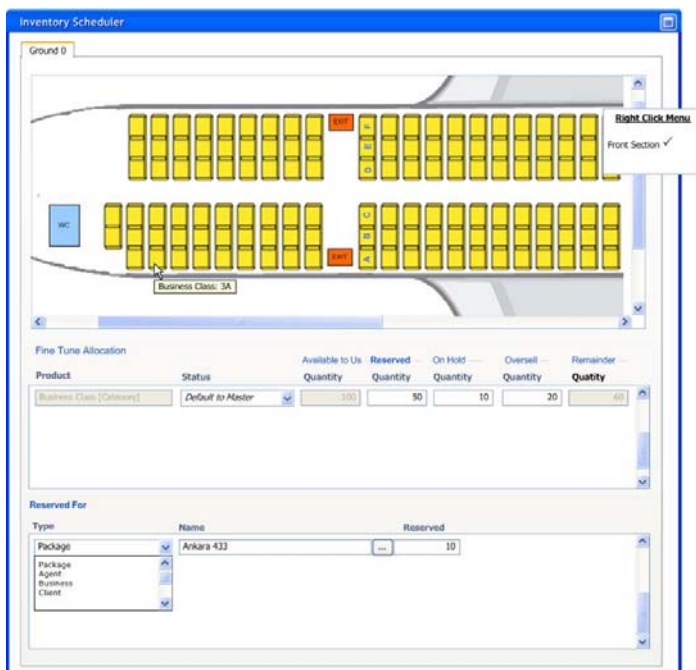 Inventory Scheduler
Ground 0
EXIT
F
E
D
Right Click Menu
Front Section ✓
WC
C
B
A
EXIT
Business Class: 3A
Fine Tune Allocation
Available to Us Reserved On Hold Oversell Remainder
Product Status Quantity Quantity Quantity Quantity Quatity
Business Class [Category] Default to Master 100 50 10 20 60
Reserved For
Type Name Reserved
Package Ankara 433 ... 10
Package
Agent
Business
Client